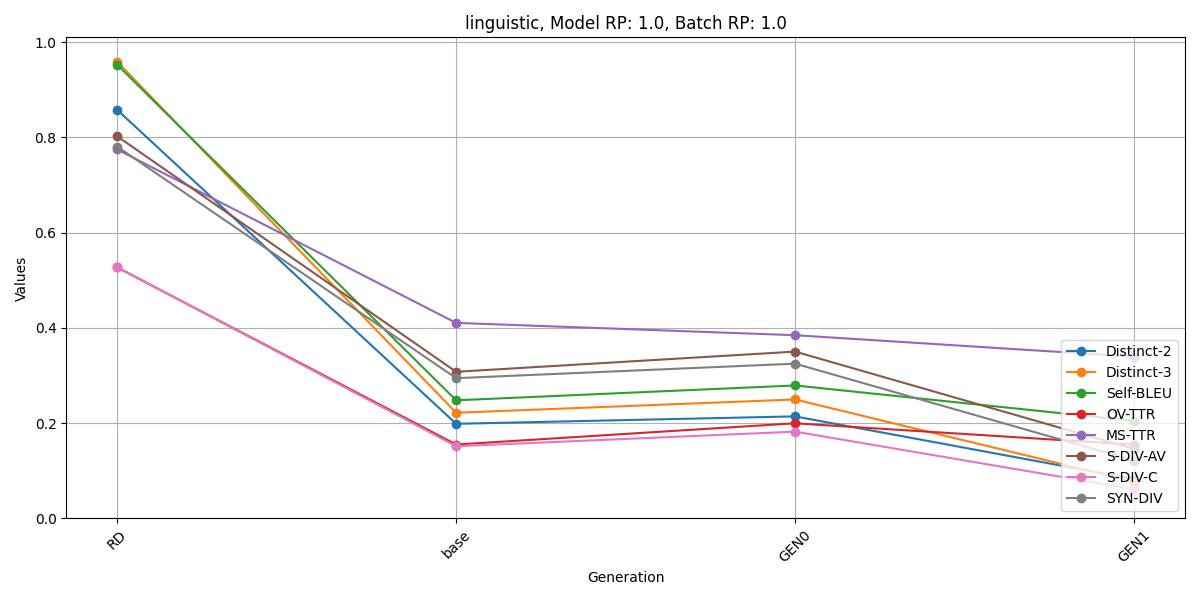 linguistic, Model RP: 1.0, Batch RP: 1.0
1.0
0.8
0.6
0.4
0.2
0.0
Values
RD
base
GEN0
GEN1
Generation
Distinct-2
Distinct-3
Self-BLEU
OV-TTR
MS-TTR
S-DIV-AV
S-DIV-C
SYN-DIV